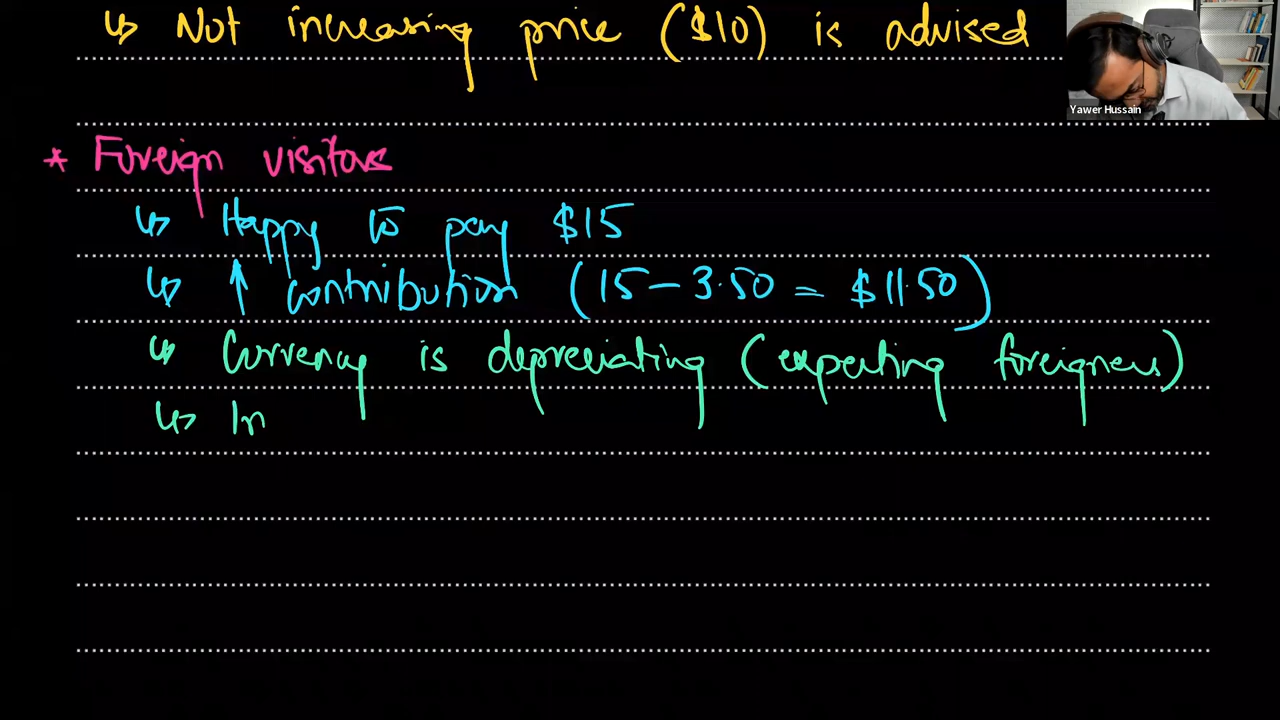 ↳ Not increasing price ($10) is advised
Yawer Hussain
* Foreign visitors
↳ Happy to pay $15
↳ ↑ contribution (15 - 3.50 = $11.50)
↳ Currency is depreciating (expecting foreigners)
↳ In